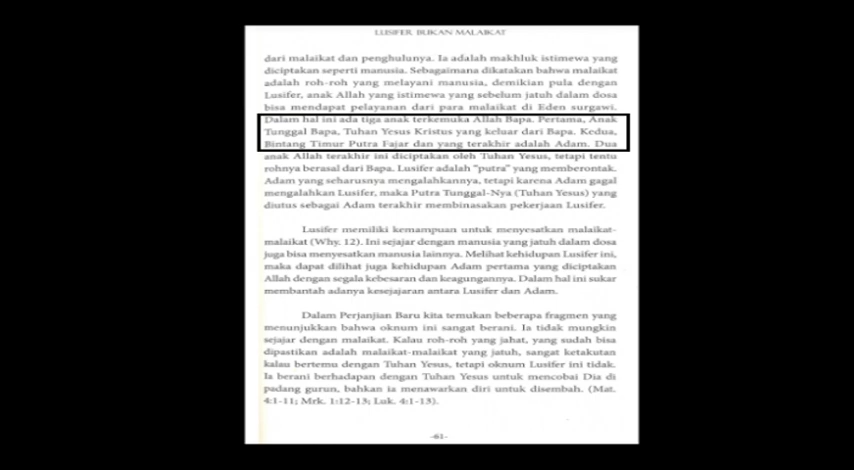 LUSIFER BUKAN MALAIKAT
dari malaikat dan penghulunya. Ia adalah makhluk istimewa yang
diciptakan seperti manusia. Sebagaimana dikatakan bahwa malaikat
adalah roh-roh yang melayani manusia, demikian pula dengan
Lusifer, anak Allah yang istimewa yang sebelum jatuh dalam dosa
bisa mendapat pelayanan dari para malaikat di Eden surgawi.
Dalam hal ini ada tiga anak terkemuka Allah Bapa. Pertama, Anak
Tunggal Bapa, Tuhan Yesus Kristus yang keluar dari Bapa. Kedua,
Bintang Timur Putra Fajar dan yang terakhir adalah Adam. Dua
anak Allah terakhir ini diciptakan oleh Tuhan Yesus, tetapi tentu
rohnya berasal dari Bapa. Lusifer adalah "putra" yang memberontak.
Adam yang seharusnya mengalahkannya, tetapi karena Adam gagal
mengalahkan Lusifer, maka Putra Tunggal-Nya (Tuhan Yesus) yang
diutus sebagai Adam terakhir membinasakan pekerjaan Lusifer.
Lusifer memiliki kemampuan untuk menyesatkan malaikat-
malaikat (Why. 12). Ini sejajar dengan manusia yang jatuh dalam dosa
juga bisa menyesatkan manusia lainnya. Melihat kehidupan Lusifer ini,
maka dapat dilihat juga kehidupan Adam pertama yang diciptakan
Allah dengan segala kebesaran dan keagungannya. Dalam hal ini sukar
membantah adanya kesejajaran antara Lusifer dan Adam.
Dalam Perjanjian Baru kita temukan beberapa fragmen yang
menunjukkan bahwa oknum ini sangat berani. Ia tidak mungkin
sejajar dengan malaikat. Kalau roh-roh yang jahat, yang sudah bisa
dipastikan adalah malaikat-malaikat yang jatuh, sangat ketakutan
kalau bertemu dengan Tuhan Yesus, tetapi oknum Lusifer ini tidak.
Ia berani berhadapan dengan Tuhan Yesus untuk mencobai Dia di
padang gurun, bahkan ia menawarkan diri untuk disembah. (Mat.
4:1-11; Mrk. 1:12-13; Luk. 4:1-13).
-61-